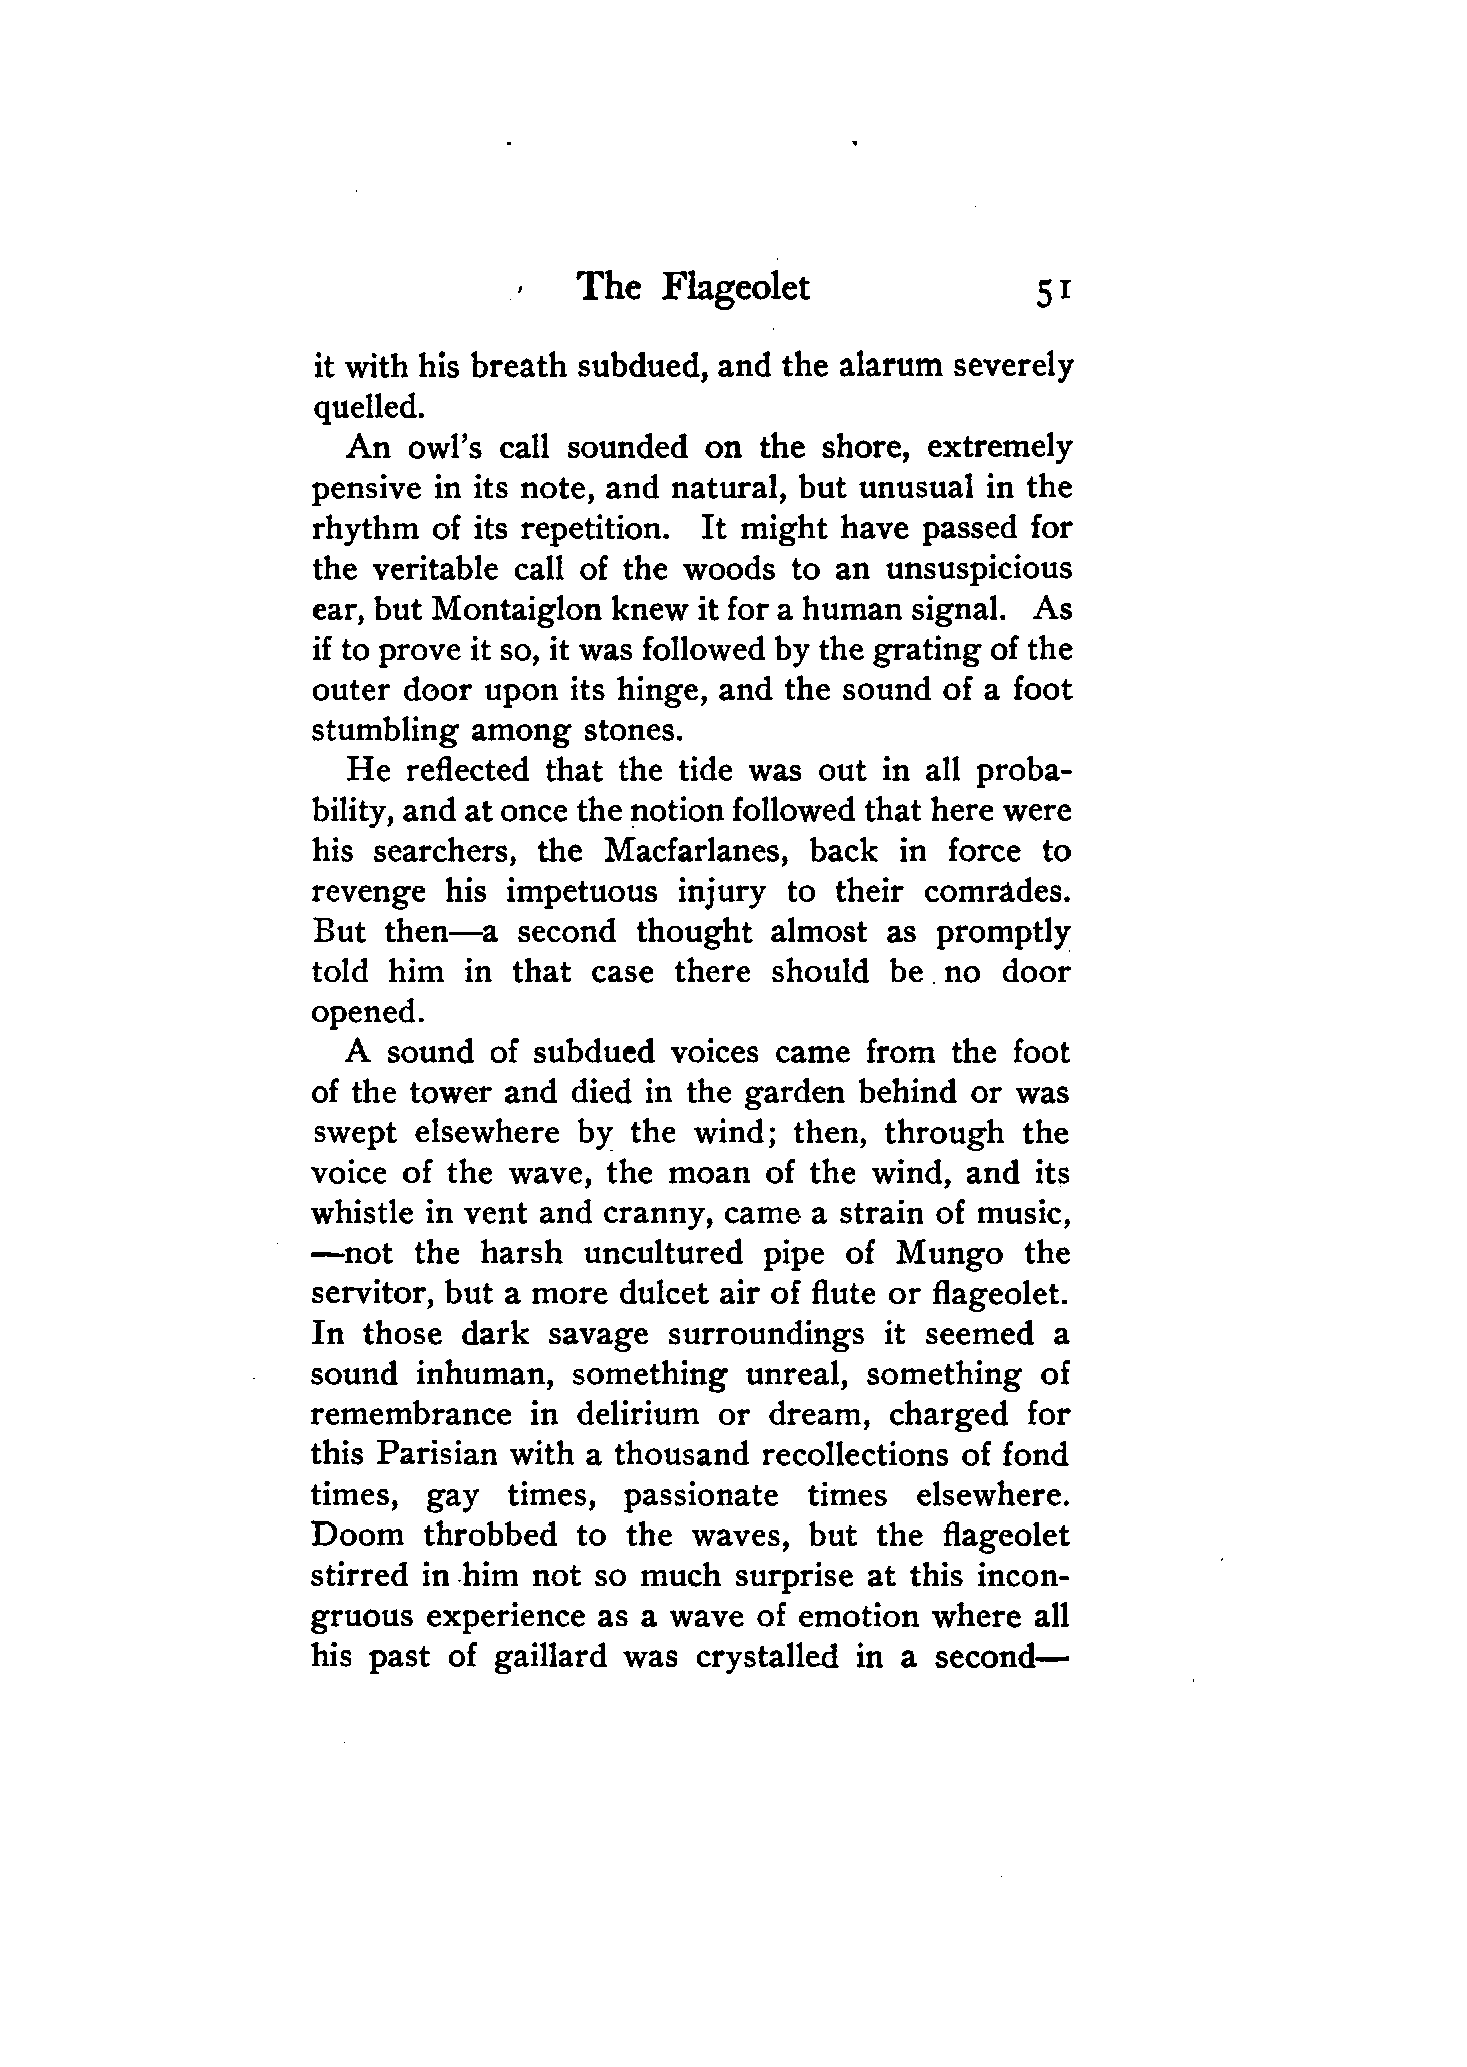 The Flageolet 51
it with his breath subdued, and the alarum severely
quelled.
An owl's call sounded on the shore, extremely
pensive in its note, and natural, but unusual in the
rhythm of its repetition. It might have passed for
the veritable call of the woods to an unsuspicious
ear, but Montaiglon knew it for a human signal. As
if to prove it so, it was followed by the grating of the
outer door upon its hinge, and the sound of a foot
stumbling among stones.
He reflected that the tide was out in all proba-
bility, and at once the notion followed that here were
his searchers, the Macfarlanes, back in force to
revenge his impetuous injury to their comrades.
But then—a second thought almost as promptly
told him in that case there should be no door
opened.
A sound of subdued voices came from the foot
of the tower and died in the garden behind or was
swept elsewhere by the wind; then, through the
voice of the wave, the moan of the wind, and its
whistle in vent and cranny, came a strain of music,
—not the harsh uncultured pipe of Mungo the
servitor, but a more dulcet air of flute or flageolet.
In those dark savage surroundings it seemed a
sound inhuman, something unreal, something of
remembrance in delirium or dream, charged for
this Parisian with a thousand recollections of fond
times, gay times, passionate times elsewhere.
Doom throbbed to the waves, but the flageolet
stirred in him not so much surprise at this incon-
gruous experience as a wave of emotion where all
his past of gaillard was crystalled in a second—